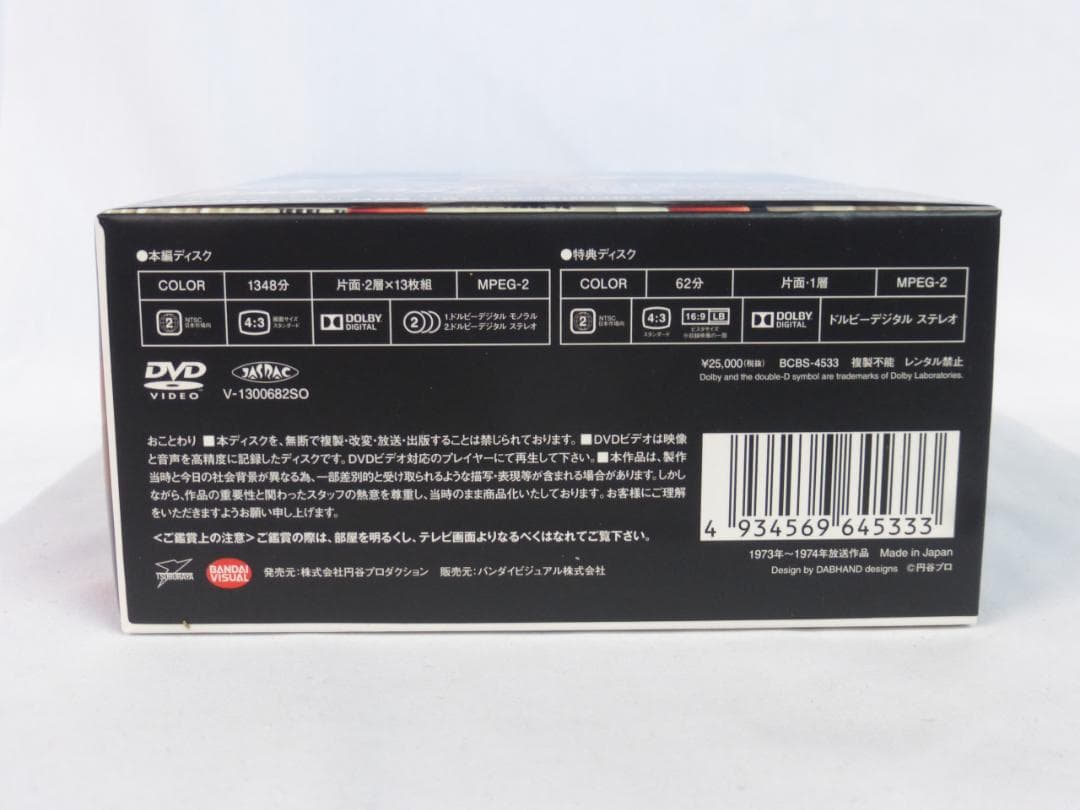 ●本編ディスク
COLOR 1348分 片面・2層×13枚組 MPEG-2
2 NTSC 日本市場向 4:3 画面サイズ スタンダード DOLBY DIGITAL 2 1.ドルビーデジタル モノラル 2.ドルビーデジタル ステレオ
●特典ディスク
COLOR 62分 片面・1層 MPEG-2
2 NTSC 日本市場向 4:3 スタンダード 16:9 LB ビスタサイズ ※収録映像の一部 DOLBY DIGITAL ドルビーデジタル ステレオ
DVD VIDEO JASRAC
V-1300682SO
¥25,000(税抜) BCBS-4533 複製不能 レンタル禁止
Dolby and the double-D symbol are trademarks of Dolby Laboratories.
おことわり ■本ディスクを、無断で複製・改変・放送・出版することは禁じられております。■DVDビデオは映像
と音声を高精度に記録したディスクです。DVDビデオ対応のプレイヤーにて再生して下さい。■本作品は、製作
当時と今日の社会背景が異なる為、一部差別的と受け取られるような描写・表現等が含まれる場合があります。しかし
ながら、作品の重要性と関わったスタッフの熱意を尊重し、当時のまま商品化いたしております。お客様にご理解
をいただきますようお願い申し上げます。
<ご鑑賞上の注意>ご鑑賞の際は、部屋を明るくし、テレビ画面よりなるべくはなれてご覧下さい。
TSUBURAYA BANDAI VISUAL 発売元:株式会社円谷プロダクション 販売元:バンダイビジュアル株式会社
4 934569 645333
1973年〜1974年放送作品 Made in Japan
Design by DABHAND designs ©円谷プロ